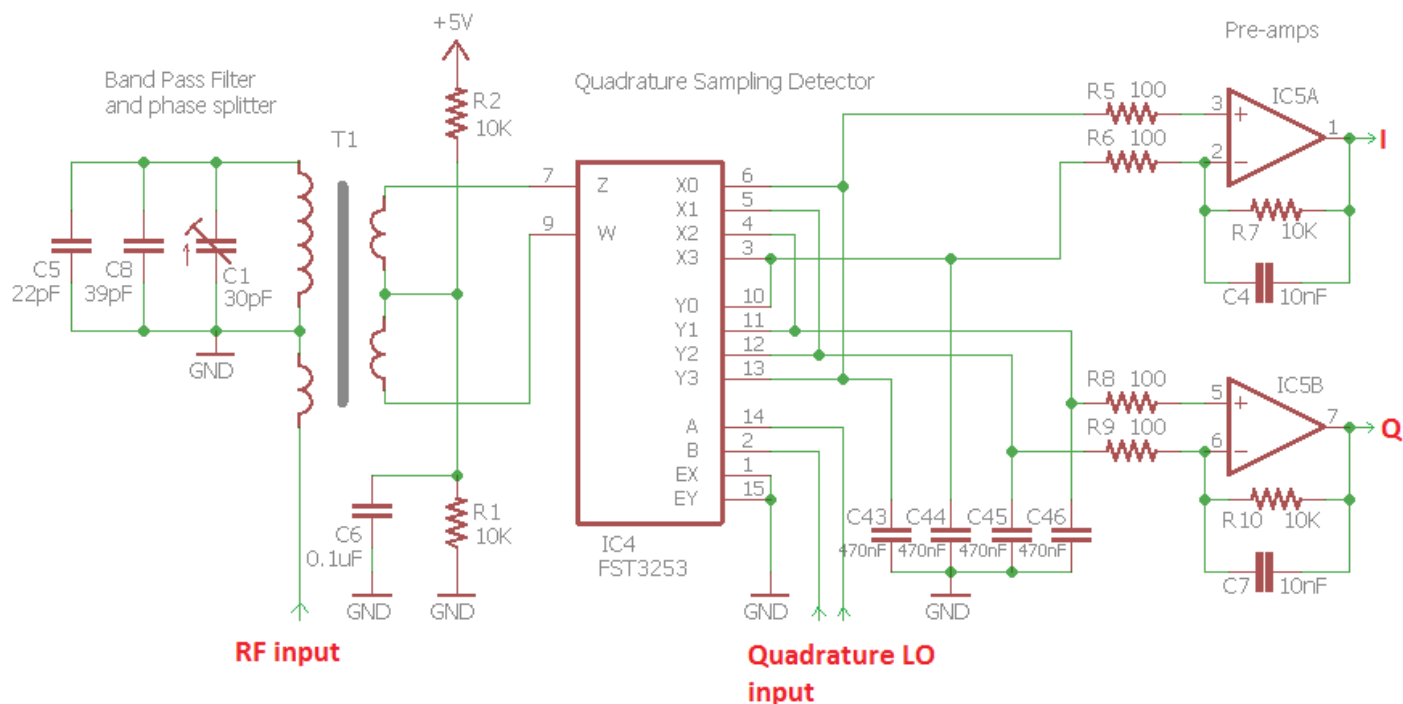 Pre-amps
+5V
Band Pass Filter
and phase splitter
Quadrature Sampling Detector
R2
10K
T1
R5 100
R6 100
IC5A
3
+
2
−
1
I
R7 10K
C4 10nF
C5
22pF
C8
39pF
C1
30pF
GND
7
Z
9
W
X0
6
X1
5
X2
4
X3
3
Y0
10
Y1
11
Y2
12
Y3
13
A
14
B
2
EX
1
EY
15
IC4
FST3253
R8 100
R9 100
IC5B
5
+
6
−
7
Q
R10 10K
C7 10nF
C6
0.1uF
R1
10K
C43
470nF
C44
470nF
C45
470nF
C46
470nF
GND
GND
GND
GND
RF input
Quadrature LO
input